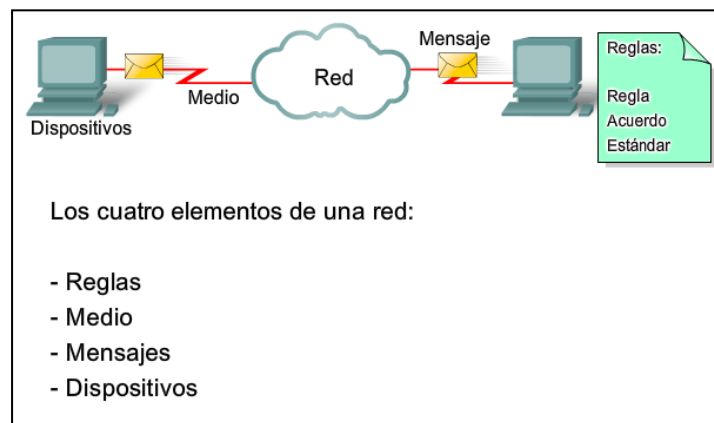 Mensaje
Reglas:
Red
Medio
Regla
Dispositivos
Acuerdo
Estándar
Los cuatro elementos de una red:
- Reglas
- Medio
- Mensajes
- Dispositivos